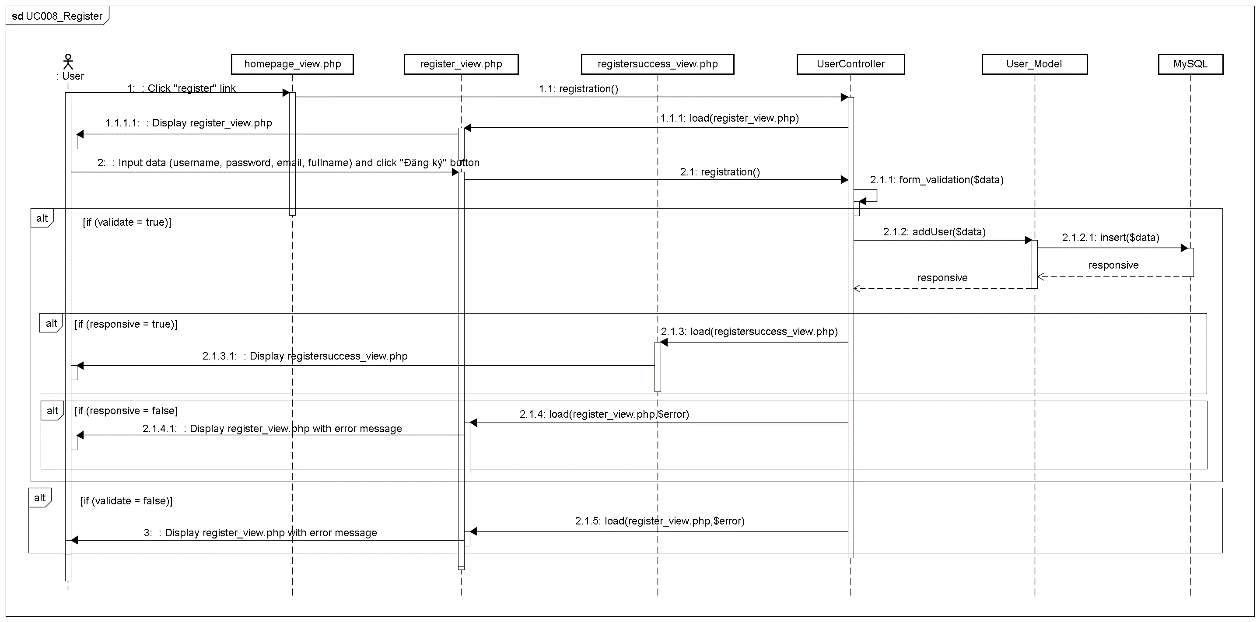 sd UC008_Register
: User
homepage_view.php
register_view.php
registersuccess_view.php
UserController
User_Model
MySQL
1: : Click "register" link
1.1: registration()
1.1.1: load(register_view.php)
1.1.1.1: : Display register_view.php
2: : Input data (username, password, email, fullname) and click "Đăng ký" button
2.1: registration()
2.1.1: form_validation($data)
alt
[if (validate = true)]
2.1.2: addUser($data)
2.1.2.1: insert($data)
responsive
responsive
alt
[if (responsive = true)]
2.1.3: load(registersuccess_view.php)
2.1.3.1: : Display registersuccess_view.php
alt
[if (responsive = false]
2.1.4: load(register_view.php,$error)
2.1.4.1: : Display register_view.php with error message
alt
[if (validate = false)]
2.1.5: load(register_view.php,$error)
3: : Display register_view.php with error message